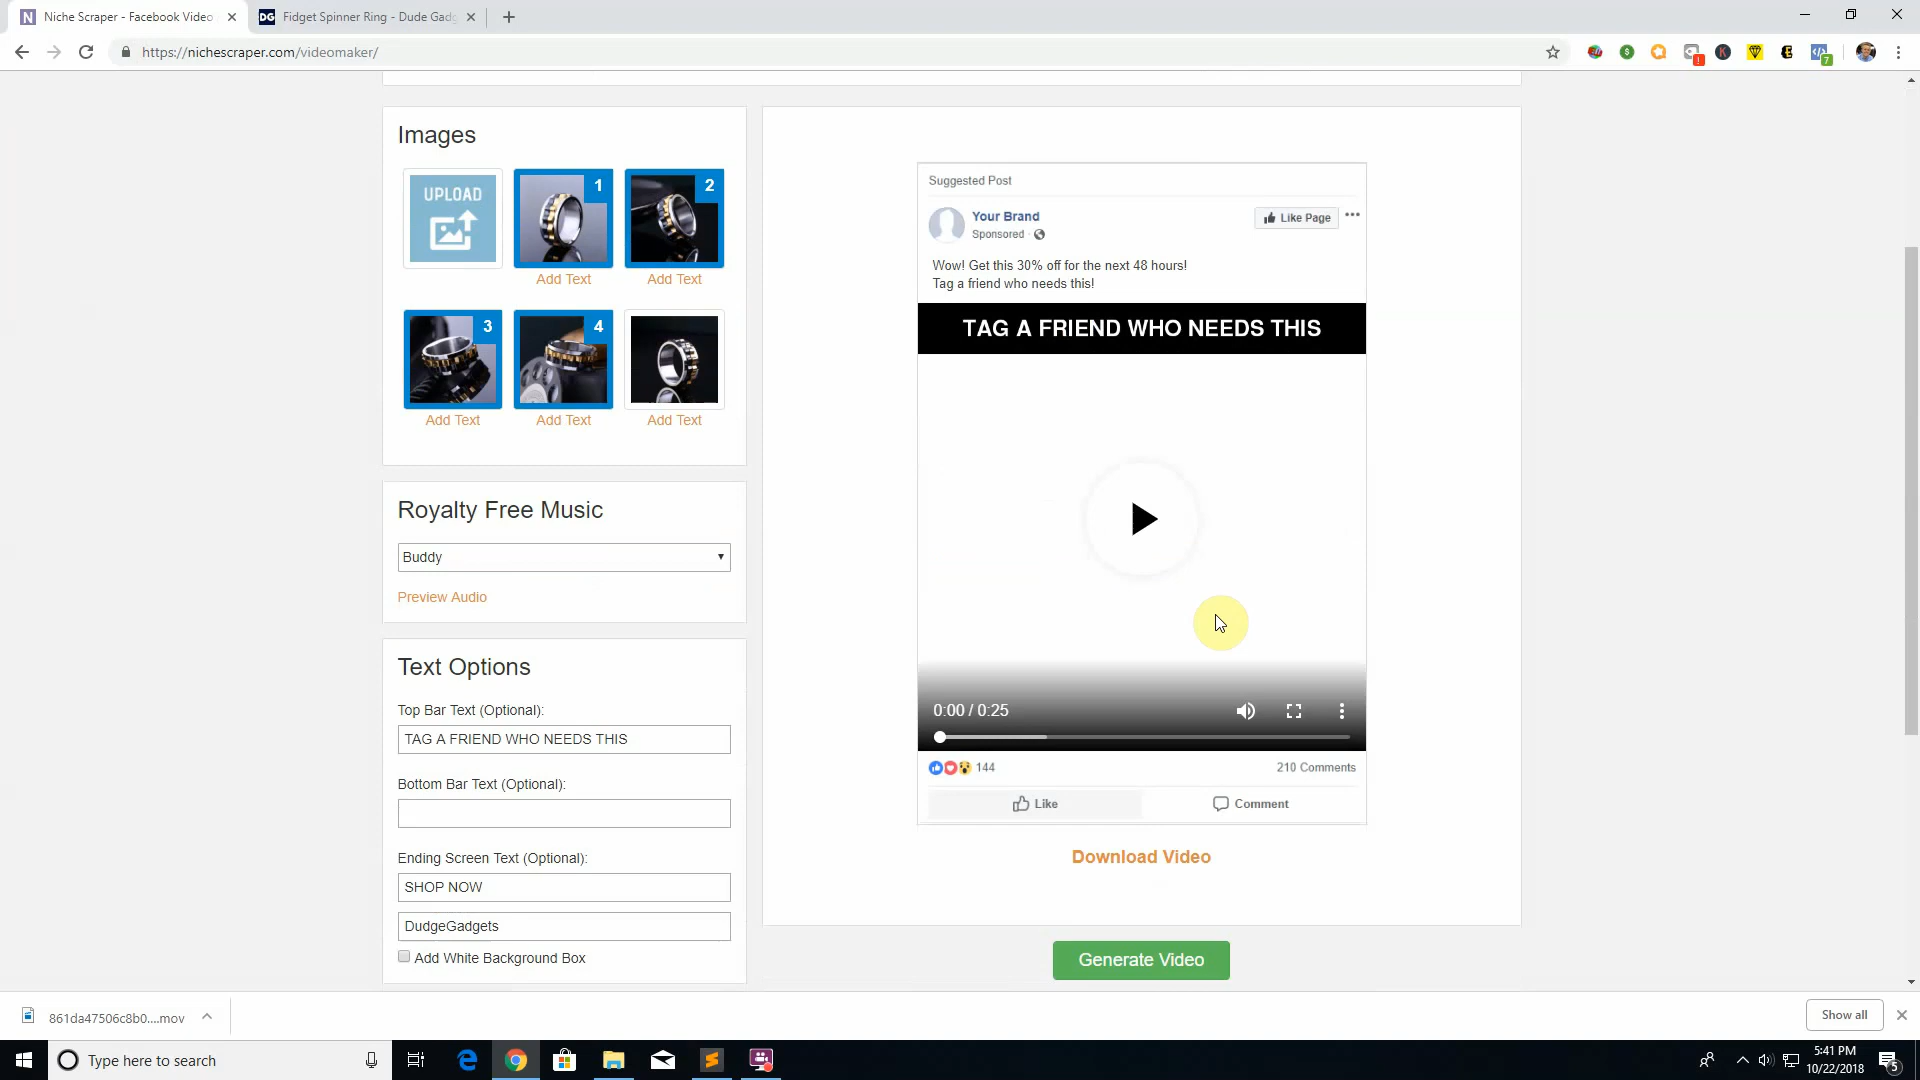 Niche Scraper - Facebook Video
DG
Fidget Spinner Ring - Dude Gadg
https://nichescraper.com/videomaker/
7
Images
UPLOAD
1
2
Add Text
Add Text
3
4
Add Text
Add Text
Add Text
Royalty Free Music
Buddy
Preview Audio
Text Options
Top Bar Text (Optional):
TAG A FRIEND WHO NEEDS THIS
Bottom Bar Text (Optional):
Ending Screen Text (Optional):
SHOP NOW
DudgeGadgets
Add White Background Box
Suggested Post
Your Brand
Sponsored ·
Like Page
Wow! Get this 30% off for the next 48 hours!
Tag a friend who needs this!
TAG A FRIEND WHO NEEDS THIS
0:00 / 0:25
144
210 Comments
Like
Comment
Download Video
Generate Video
861da47506c8b0....mov
Show all
Type here to search
5:41 PM
10/22/2018
5